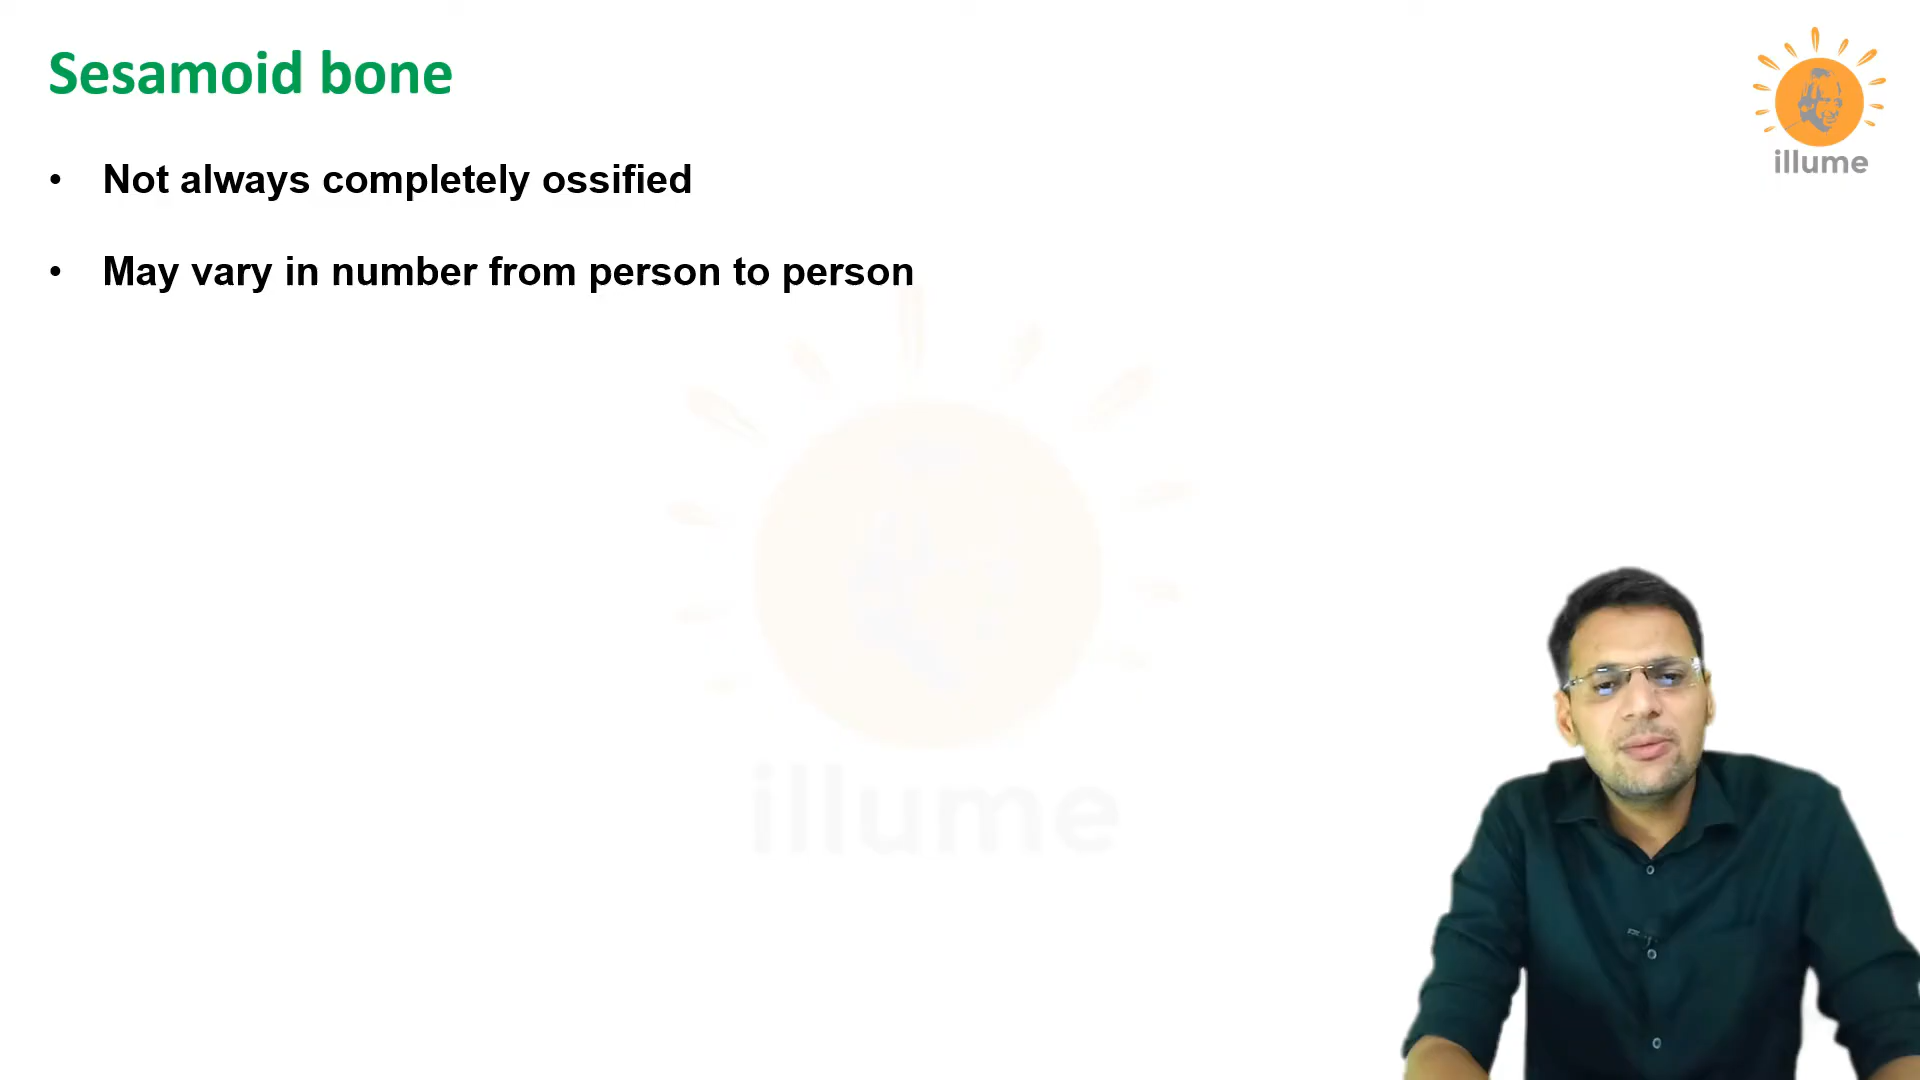 Sesamoid bone
illume
• Not always completely ossified
• May vary in number from person to person
illume